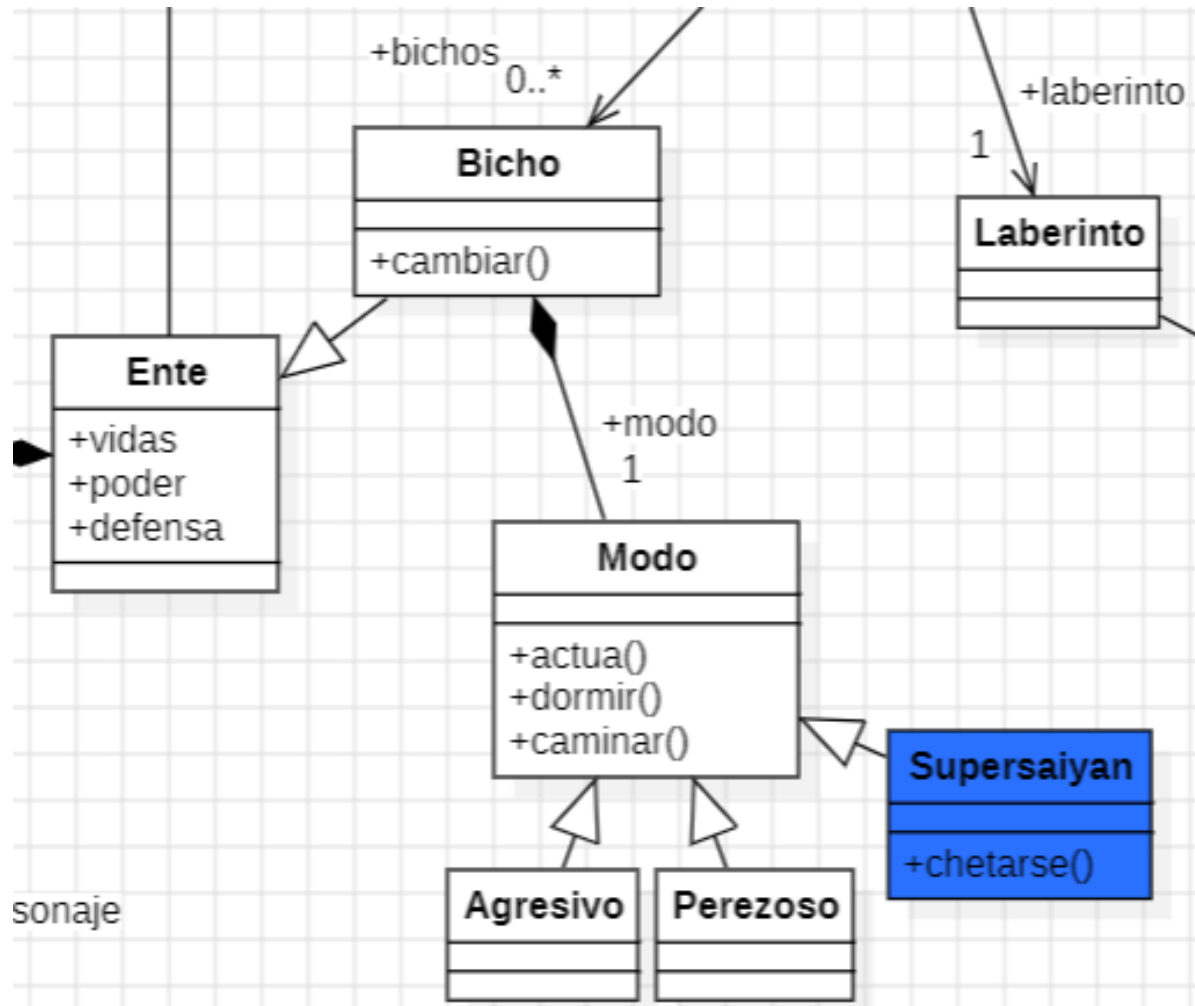 +bichos
0..*
+laberinto
1
Bicho
+cambiar()
Laberinto
Ente
+vidas
+poder
+defensa
+modo
1
Modo
+actua()
+dormir()
+caminar()
Supersaiyan
+chetarse()
Agresivo
Perezoso
sonaje